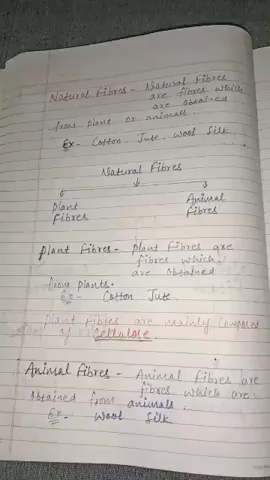 Natural Fibres - Natural Fibres
are fibres which
are obtained
from plant or animals.
Ex - Cotton, Jute, Wool Silk
Natural Fibres
Plant Animal
Fibres Fibres
Plant Fibres - Plant Fibres are
fibres which
are obtained
from plants.
Ex - Cotton Jute.
Plant Fibres are mainly composed
of Cellulose.
Animal Fibres - Animal Fibres are
fibres which are
obtained from animals.
Ex - Wool Silk